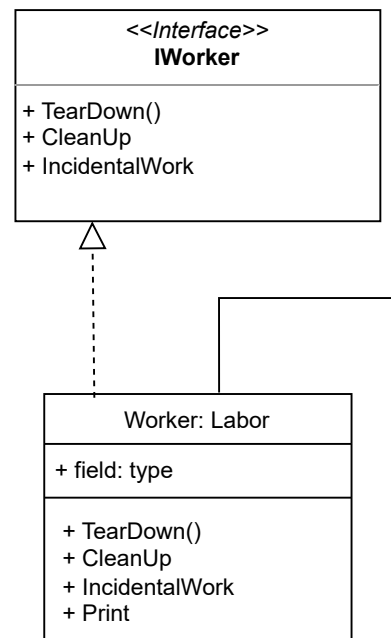 <<Interface>>
IWorker
+ TearDown()
+ CleanUp
+ IncidentalWork
Worker: Labor
+ field: type
+ TearDown()
+ CleanUp
+ IncidentalWork
+ Print